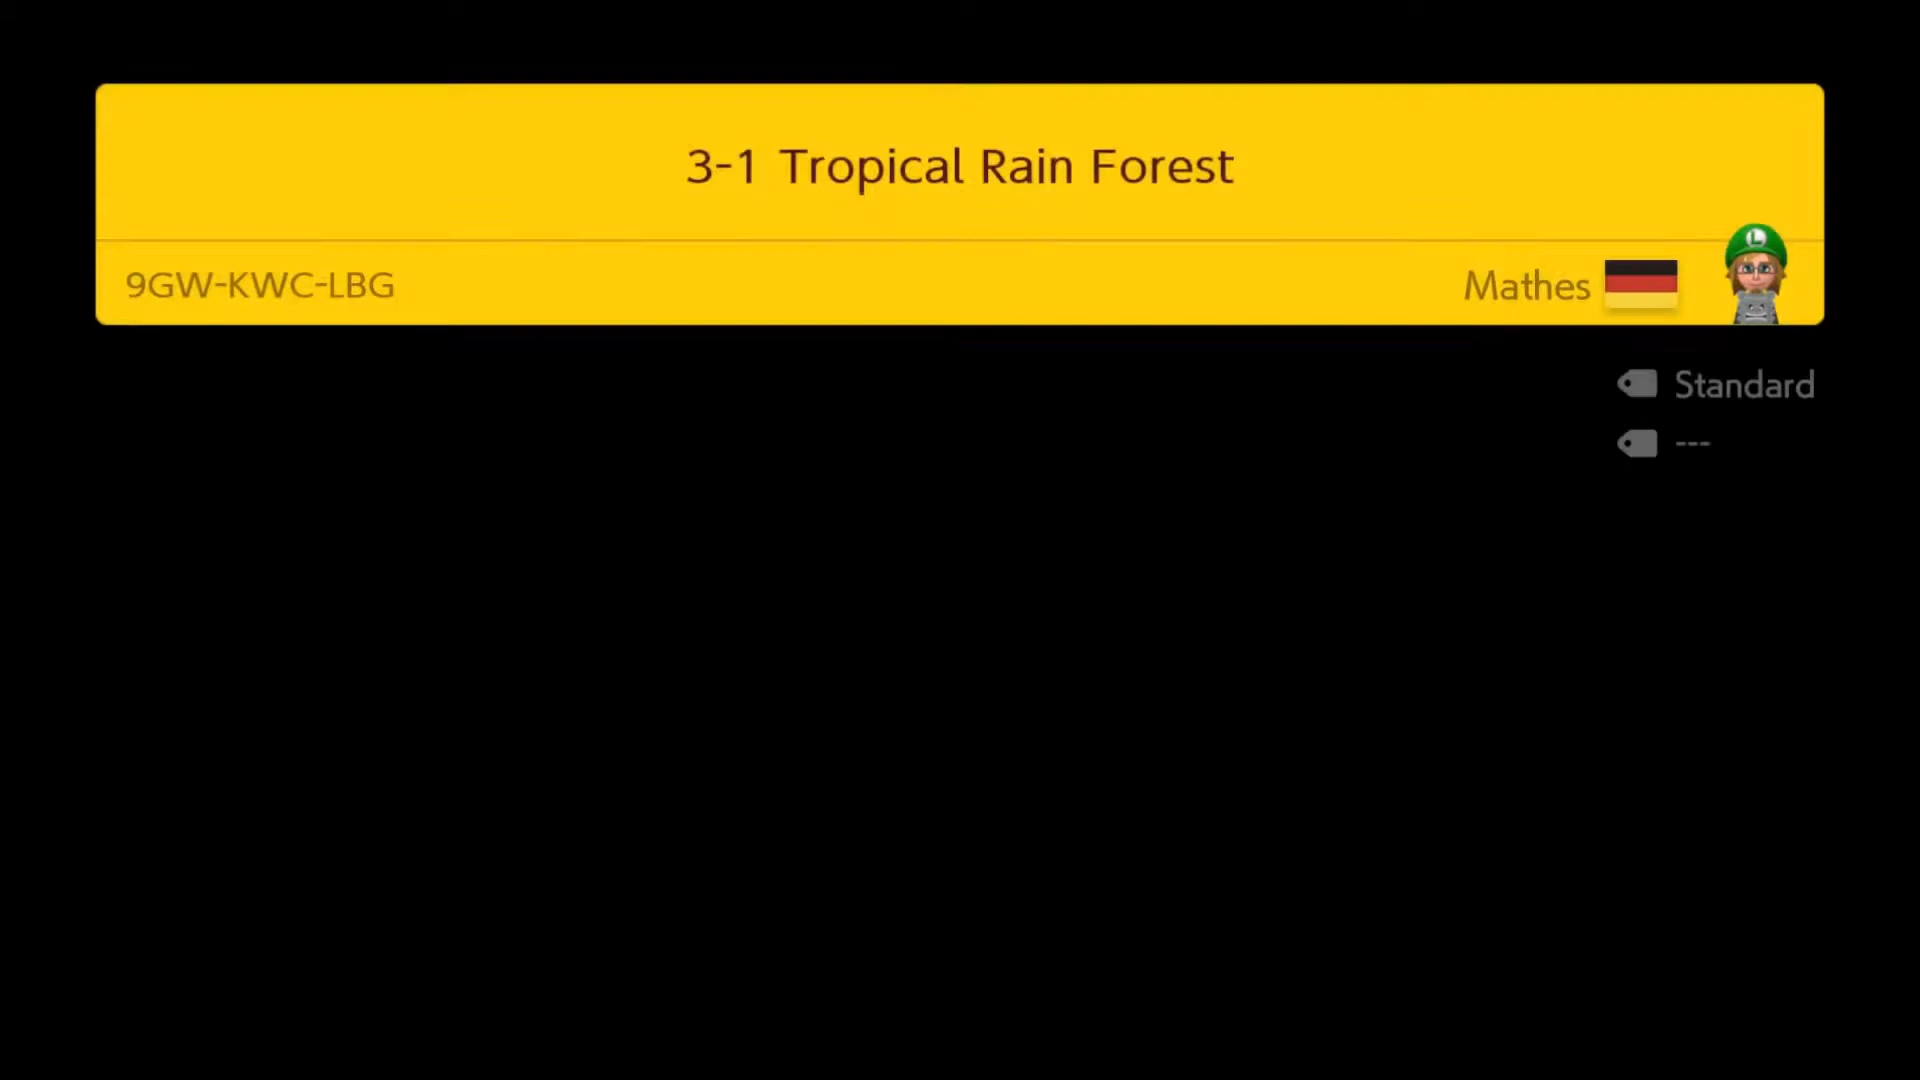 3-1 Tropical Rain Forest
9GW-KWC-LBG
Mathes
L
Standard
---